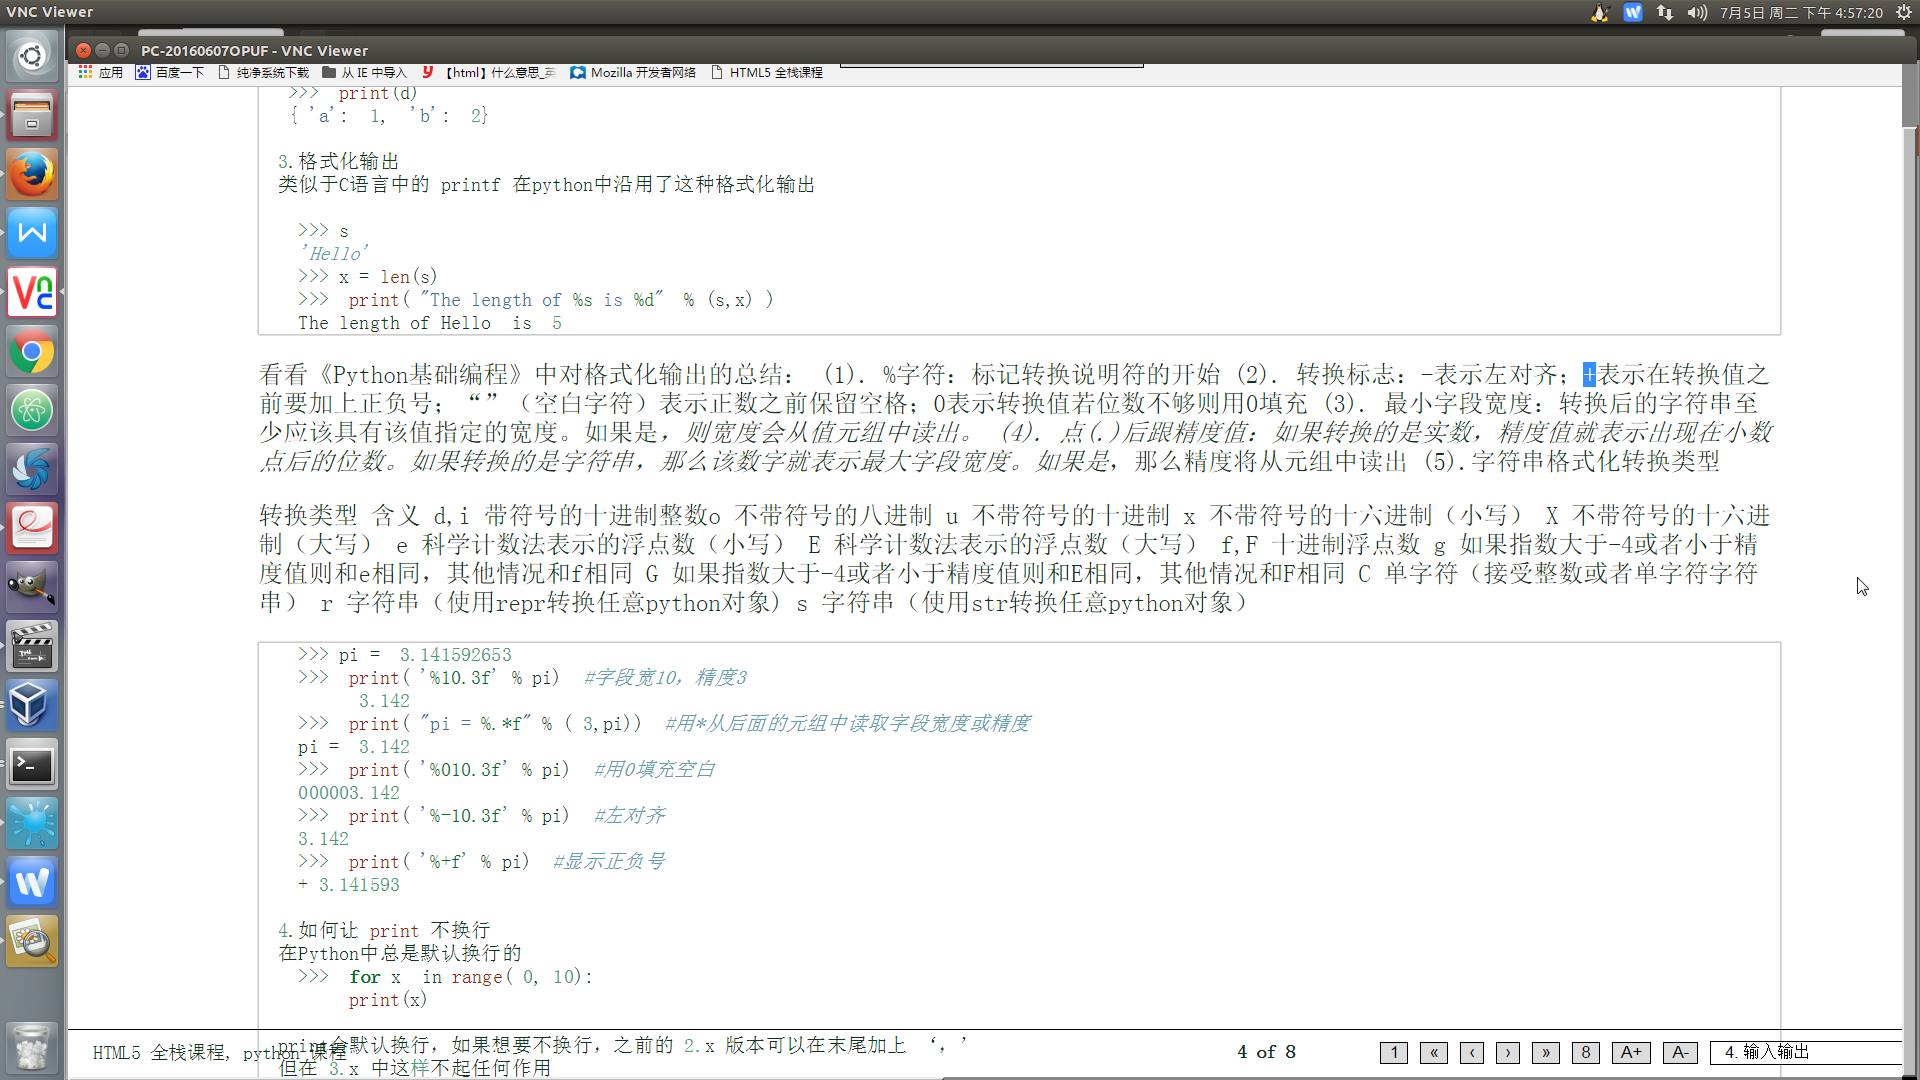 VNC Viewer
7月5日 周二 下午 4:57:20
PC-20160607OPUF - VNC Viewer
应用 百度一下 纯净系统下载 从 IE 中导入 【html】什么意思_英 Mozilla 开发者网络 HTML5 全栈课程
>>>  print(d)
{ 'a':  1,  'b':  2}
3.格式化输出
类似于C语言中的 printf 在python中沿用了这种格式化输出
>>> s
'Hello'
>>> x = len(s)
>>>  print( "The length of %s is %d"  % (s,x) )
The length of Hello  is  5
看看《Python基础编程》中对格式化输出的总结： (1). %字符：标记转换说明符的开始 (2). 转换标志：-表示左对齐；+表示在转换值之
前要加上正负号；“”（空白字符）表示正数之前保留空格；0表示转换值若位数不够则用0填充 (3). 最小字段宽度：转换后的字符串至
少应该具有该值指定的宽度。如果是，则宽度会从值元组中读出。 (4). 点(.)后跟精度值：如果转换的是实数，精度值就表示出现在小数
点后的位数。如果转换的是字符串，那么该数字就表示最大字段宽度。如果是，那么精度将从元组中读出 (5).字符串格式化转换类型
转换类型 含义 d,i 带符号的十进制整数o 不带符号的八进制 u 不带符号的十进制 x 不带符号的十六进制（小写） X 不带符号的十六进
制（大写） e 科学计数法表示的浮点数（小写） E 科学计数法表示的浮点数（大写） f,F 十进制浮点数 g 如果指数大于-4或者小于精
度值则和e相同，其他情况和f相同 G 如果指数大于-4或者小于精度值则和E相同，其他情况和F相同 C 单字符（接受整数或者单字符字符
串） r 字符串（使用repr转换任意python对象) s 字符串（使用str转换任意python对象）
>>> pi =  3.141592653
>>>  print( '%10.3f' % pi)  #字段宽10，精度3
3.142
>>>  print( "pi = %.*f" % ( 3,pi))  #用*从后面的元组中读取字段宽度或精度
pi =  3.142
>>>  print( '%010.3f' % pi)  #用0填充空白
000003.142
>>>  print( '%-10.3f' % pi)  #左对齐
3.142
>>>  print( '%+f' % pi)  #显示正负号
+ 3.141593
4.如何让 print 不换行
在Python中总是默认换行的
>>>  for x  in range( 0, 10):
print(x)
print会默认换行，如果想要不换行，之前的 2.x 版本可以在末尾加上 ‘，’
但在 3.x 中这样不起任何作用
HTML5 全栈课程, python 课程
4 of 8
1 « ‹ › » 8 A+ A- 4. 输入输出